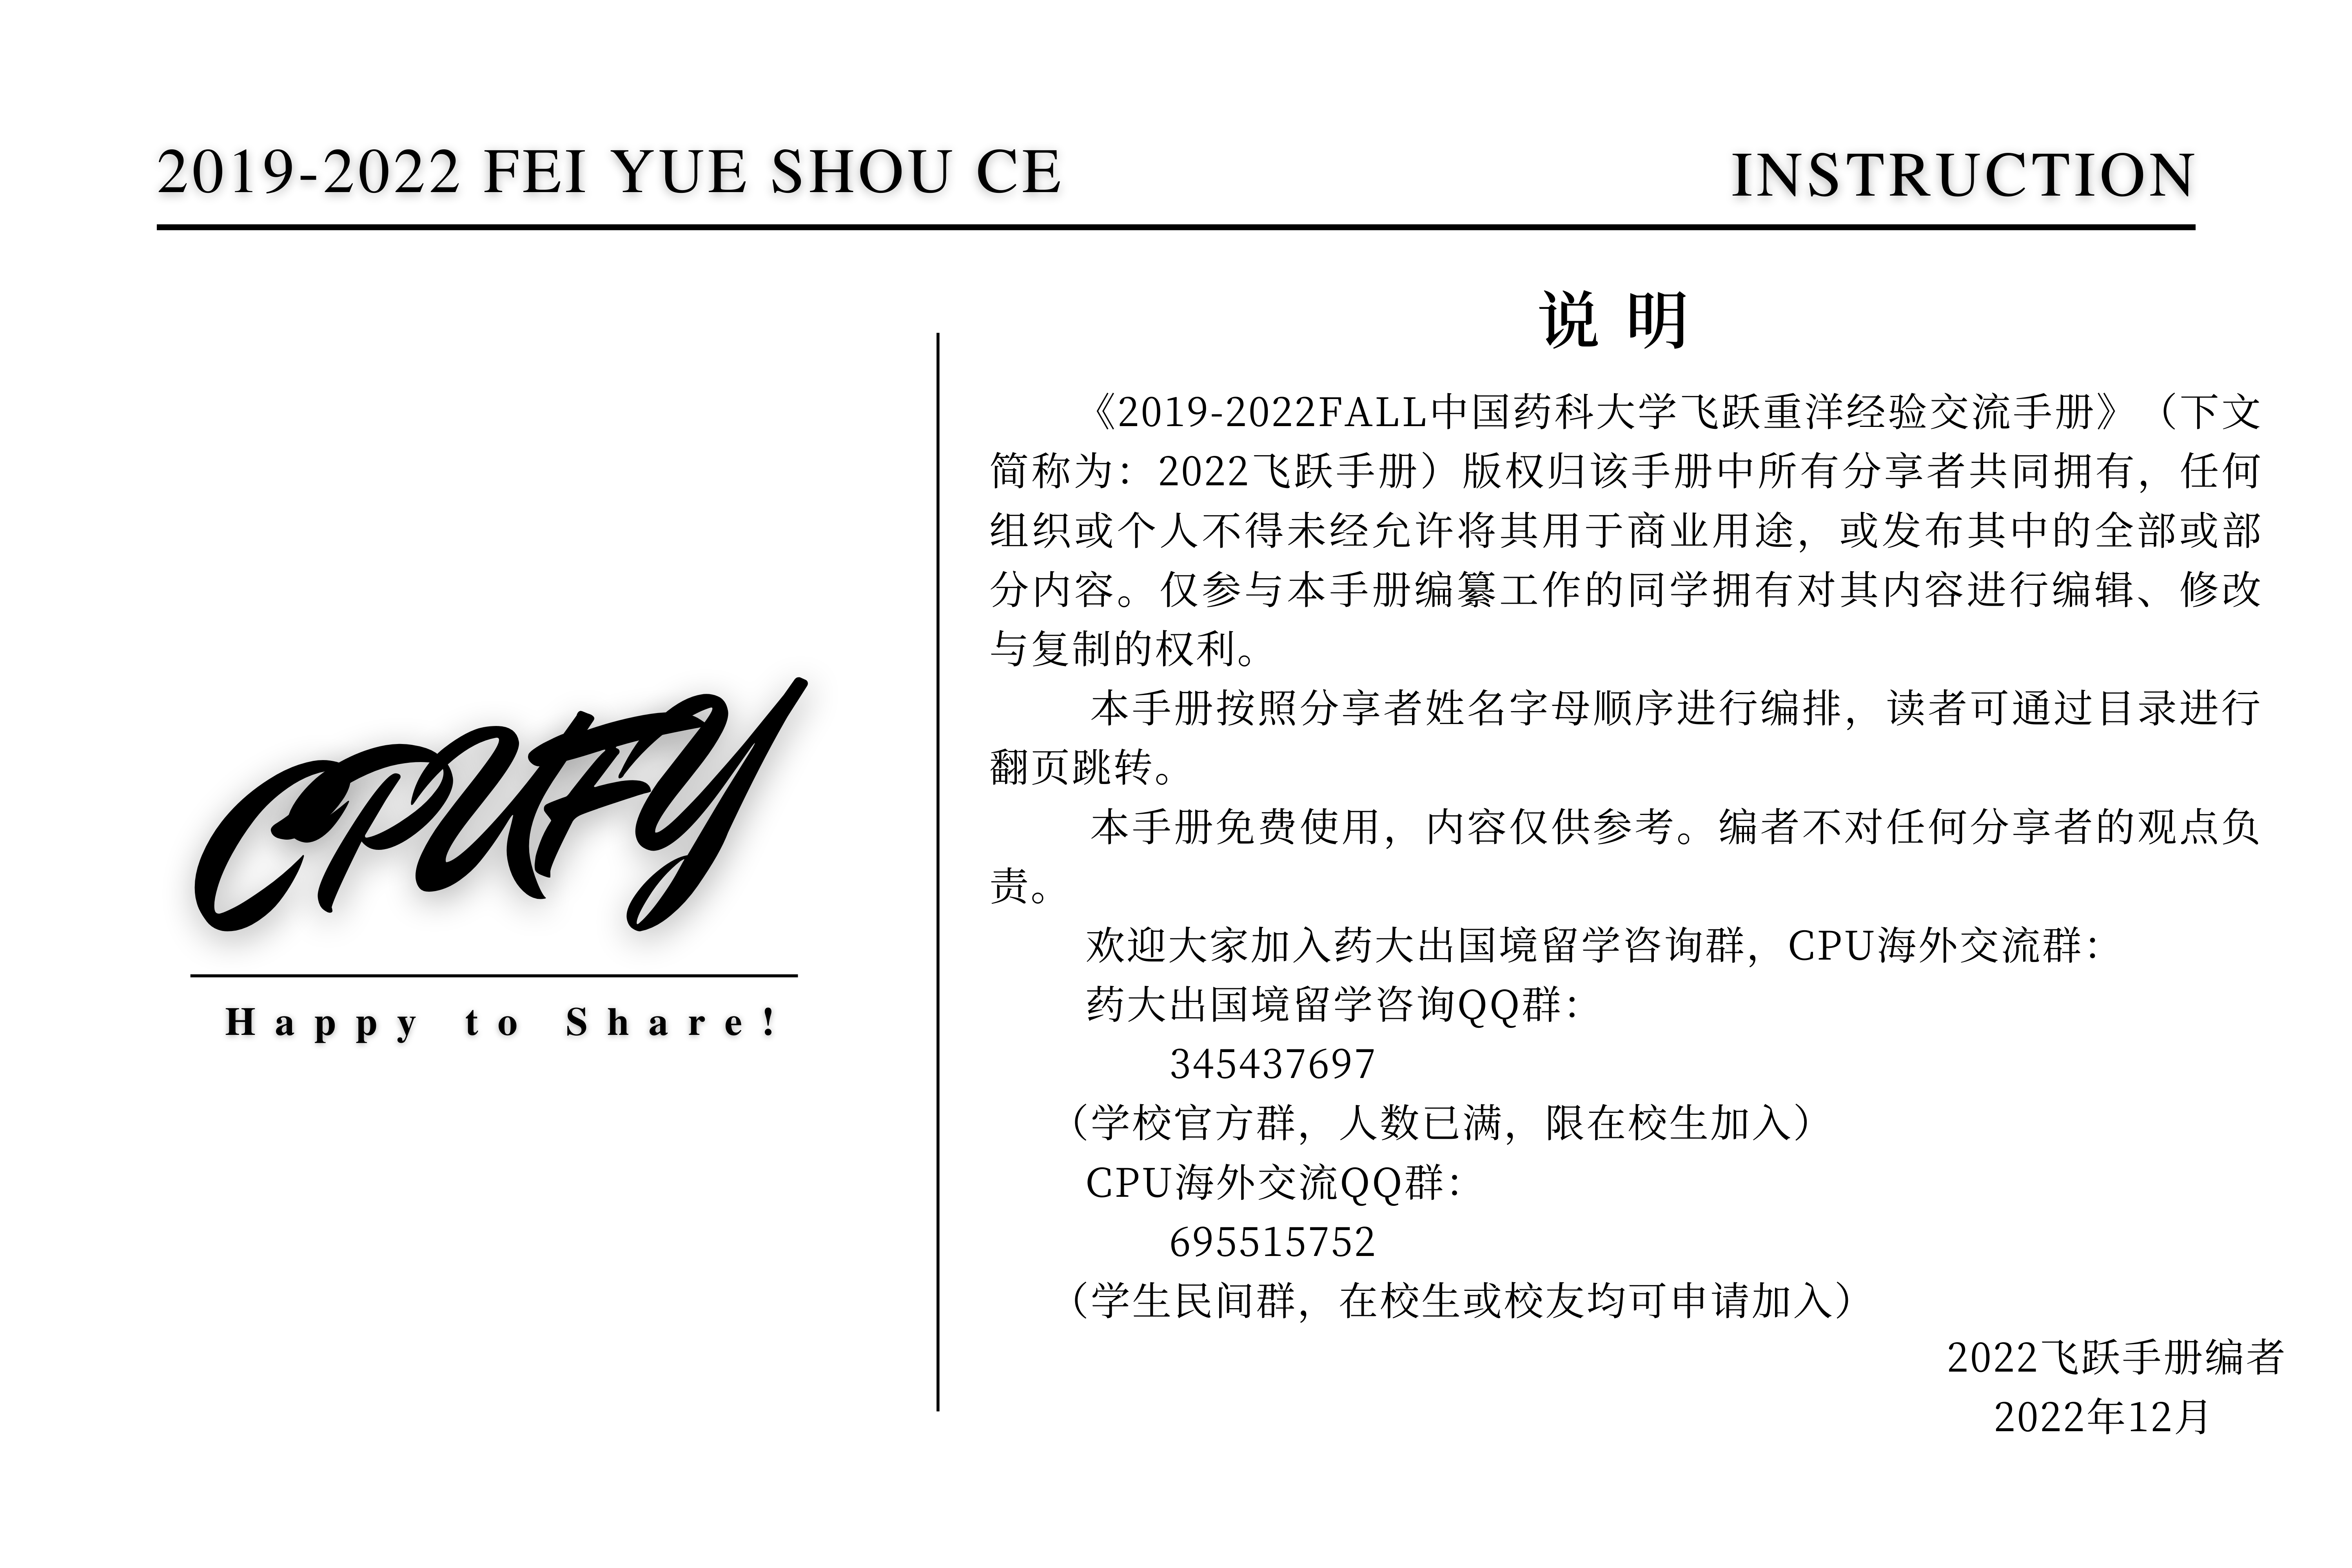 2019-2022 FEI YUE SHOU CE
INSTRUCTION
CPUFY
Happy to Share!
说 明
《2019-2022FALL中国药科大学飞跃重洋经验交流手册》（下文
简称为：2022飞跃手册）版权归该手册中所有分享者共同拥有，任何
组织或个人不得未经允许将其用于商业用途，或发布其中的全部或部
分内容。仅参与本手册编纂工作的同学拥有对其内容进行编辑、修改
与复制的权利。
本手册按照分享者姓名字母顺序进行编排，读者可通过目录进行
翻页跳转。
本手册免费使用，内容仅供参考。编者不对任何分享者的观点负
责。
欢迎大家加入药大出国境留学咨询群，CPU海外交流群：
药大出国境留学咨询QQ群：
345437697
（学校官方群，人数已满，限在校生加入）
CPU海外交流QQ群：
695515752
（学生民间群，在校生或校友均可申请加入）
2022飞跃手册编者
2022年12月